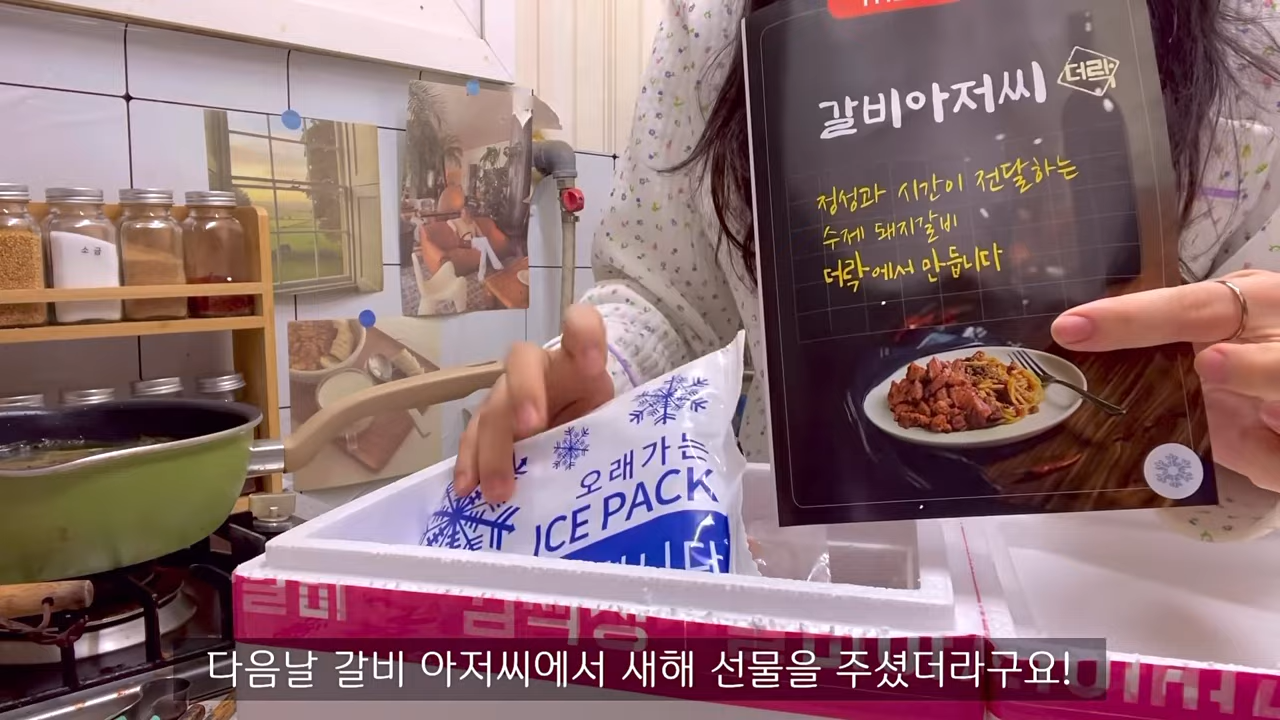 갈비아저씨
더락
정성과 시간이 전달하는
수제 돼지갈비
더락에서 만듭니다
소금
오래가는
ICE PACK
갈비
다음날 갈비 아저씨에서 새해 선물을 주셨더라구요!